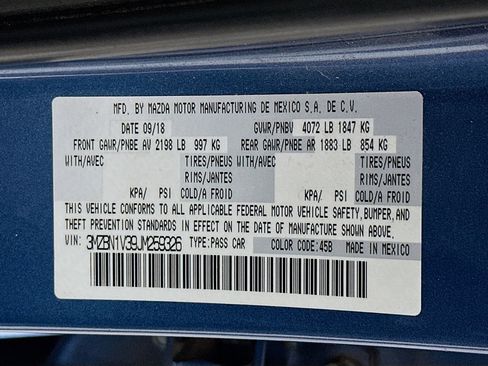 MFD. BY MAZDA MOTOR MANUFACTURING DE MEXICO S.A. DE C.V.
DATE 09/18 GVWR/PNBV 4072 LB 1847 KG
FRONT GAWR/PNBE AV 2198 LB 997 KG REAR GAWR/PNBE AR 1883 LB 854 KG
WITH/AVEC TIRES/PNEUS WITH/AVEC TIRES/PNEUS
RIMS/JANTES RIMS/JANTES
KPA/ PSI COLD/A FROID KPA/ PSI COLD/A FROID
THIS VEHICLE CONFORMS TO ALL APPLICABLE FEDERAL MOTOR VEHICLE SAFETY, BUMPER, AND
THEFT PREVENTION STANDARDS IN EFFECT ON THE DATE OF MANUFACTURE SHOWN ABOVE.
VIN: 3MZBN1V39JM259326 TYPE: PASS CAR COLOR CODE: 45B MADE IN MEXICO